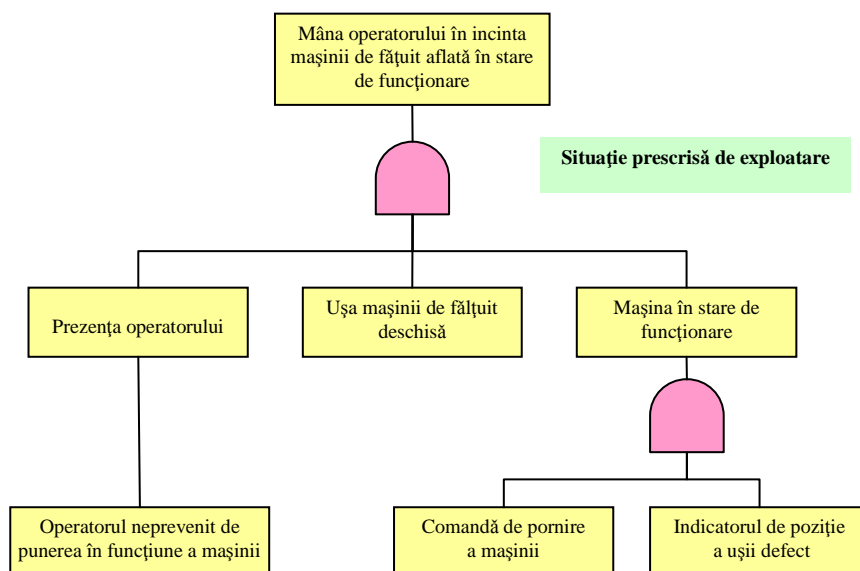 Mâna operatorului în incinta
maşinii de făţuit aflată în stare
de funcţionare
Situaţie prescrisă de exploatare
Prezenţa operatorului
Uşa maşinii de fălţuit
deschisă
Maşina în stare de
funcţionare
Operatorul neprevenit de
punerea în funcţiune a maşinii
Comandă de pornire
a maşinii
Indicatorul de poziţie
a uşii defect